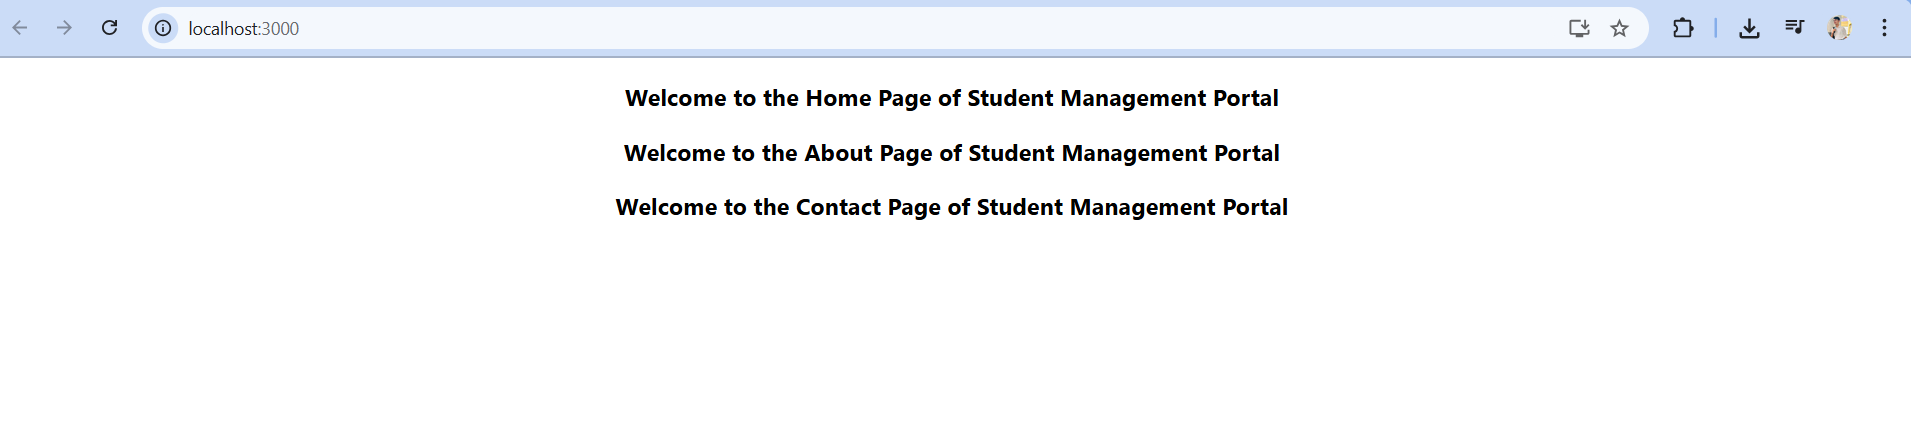 localhost:3000
Welcome to the Home Page of Student Management Portal
Welcome to the About Page of Student Management Portal
Welcome to the Contact Page of Student Management Portal